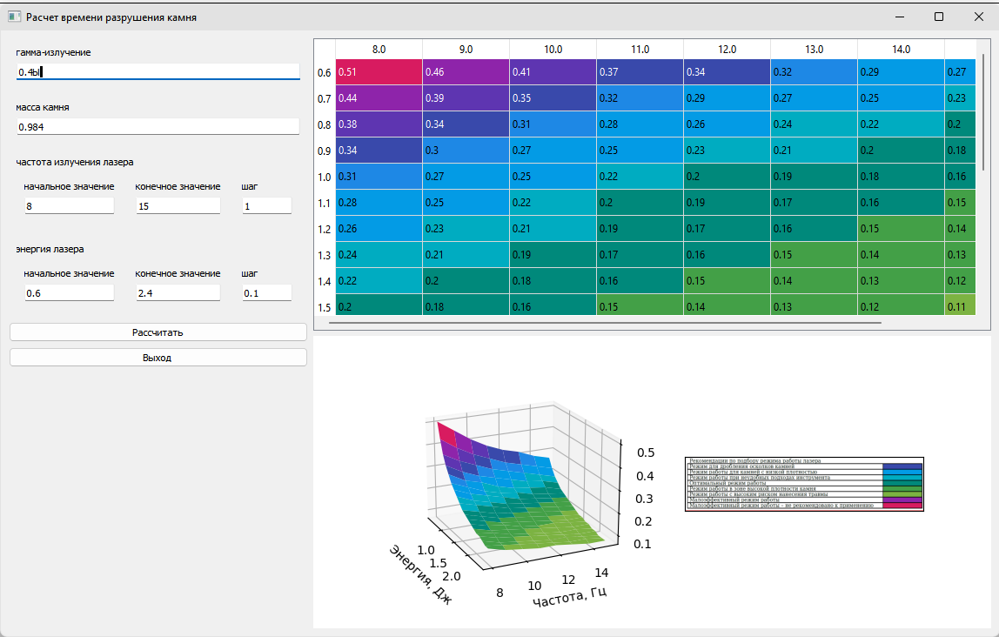 Расчет времени разрушения камня
гамма-излучение
0.4ы
масса камня
0.984
частота излучения лазера
начальное значение конечное значение шаг
8 15 1
энергия лазера
начальное значение конечное значение шаг
0.6 2.4 0.1
Рассчитать
Выход
8.0 9.0 10.0 11.0 12.0 13.0 14.0
0.6 0.51 0.46 0.41 0.37 0.34 0.32 0.29 0.27
0.7 0.44 0.39 0.35 0.32 0.29 0.27 0.25 0.23
0.8 0.38 0.34 0.31 0.28 0.26 0.24 0.22 0.2
0.9 0.34 0.3 0.27 0.25 0.23 0.21 0.2 0.18
1.0 0.31 0.27 0.25 0.22 0.2 0.19 0.18 0.16
1.1 0.28 0.25 0.22 0.2 0.19 0.17 0.16 0.15
1.2 0.26 0.23 0.21 0.19 0.17 0.16 0.15 0.14
1.3 0.24 0.21 0.19 0.17 0.16 0.15 0.14 0.13
1.4 0.22 0.2 0.18 0.16 0.15 0.14 0.13 0.12
1.5 0.2 0.18 0.16 0.15 0.14 0.13 0.12 0.11
0.5
0.4
0.3
0.2
0.1
1.0
1.5
2.0
Энергия, Дж
8 10 12 14
Частота, Гц
Рекомендации по подбору режима работы лазера
Режим для дробления осколков камней
Режим работы для камней с низкой плотностью
Режим работы при неудобных подходах инструмента
Оптимальный режим работы
Режим работы в зоне высокой плотности камня
Режим работы с высоким риском нанесения травмы
Малоэффективный режим работы
Малоэффективный режим работы - не рекомендовано к применению